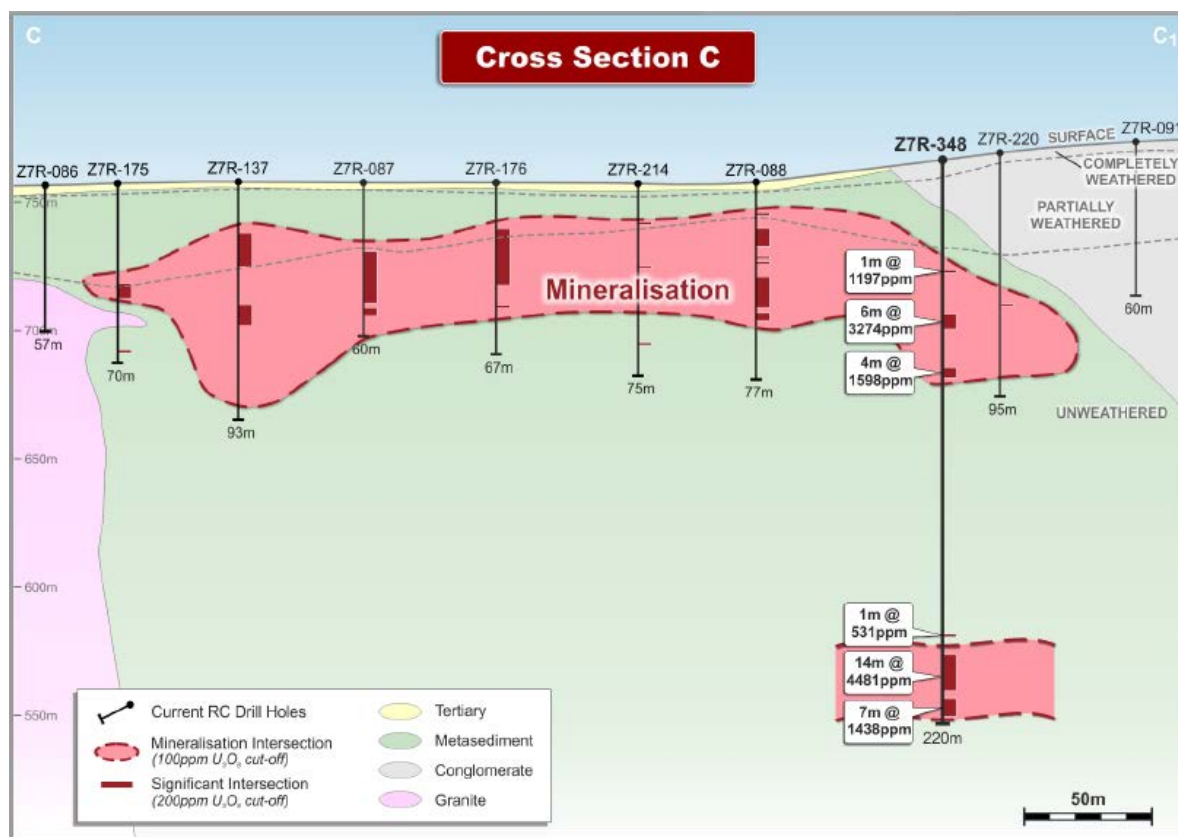 C
C1
Cross Section C
Z7R-086
Z7R-175
Z7R-137
Z7R-087
Z7R-176
Z7R-214
Z7R-088
Z7R-348
Z7R-220
SURFACE
Z7R-091
COMPLETELY
WEATHERED
PARTIALLY
WEATHERED
UNWEATHERED
750m
700m
650m
600m
550m
Mineralisation
1m @
1197ppm
6m @
3274ppm
4m @
1598ppm
57m
70m
93m
60m
67m
75m
77m
95m
60m
1m @
531ppm
14m @
4481ppm
7m @
1438ppm
220m
Current RC Drill Holes
Mineralisation Intersection
(100ppm U3O8 cut-off)
Significant Intersection
(200ppm U3O8 cut-off)
Tertiary
Metasediment
Conglomerate
Granite
50m